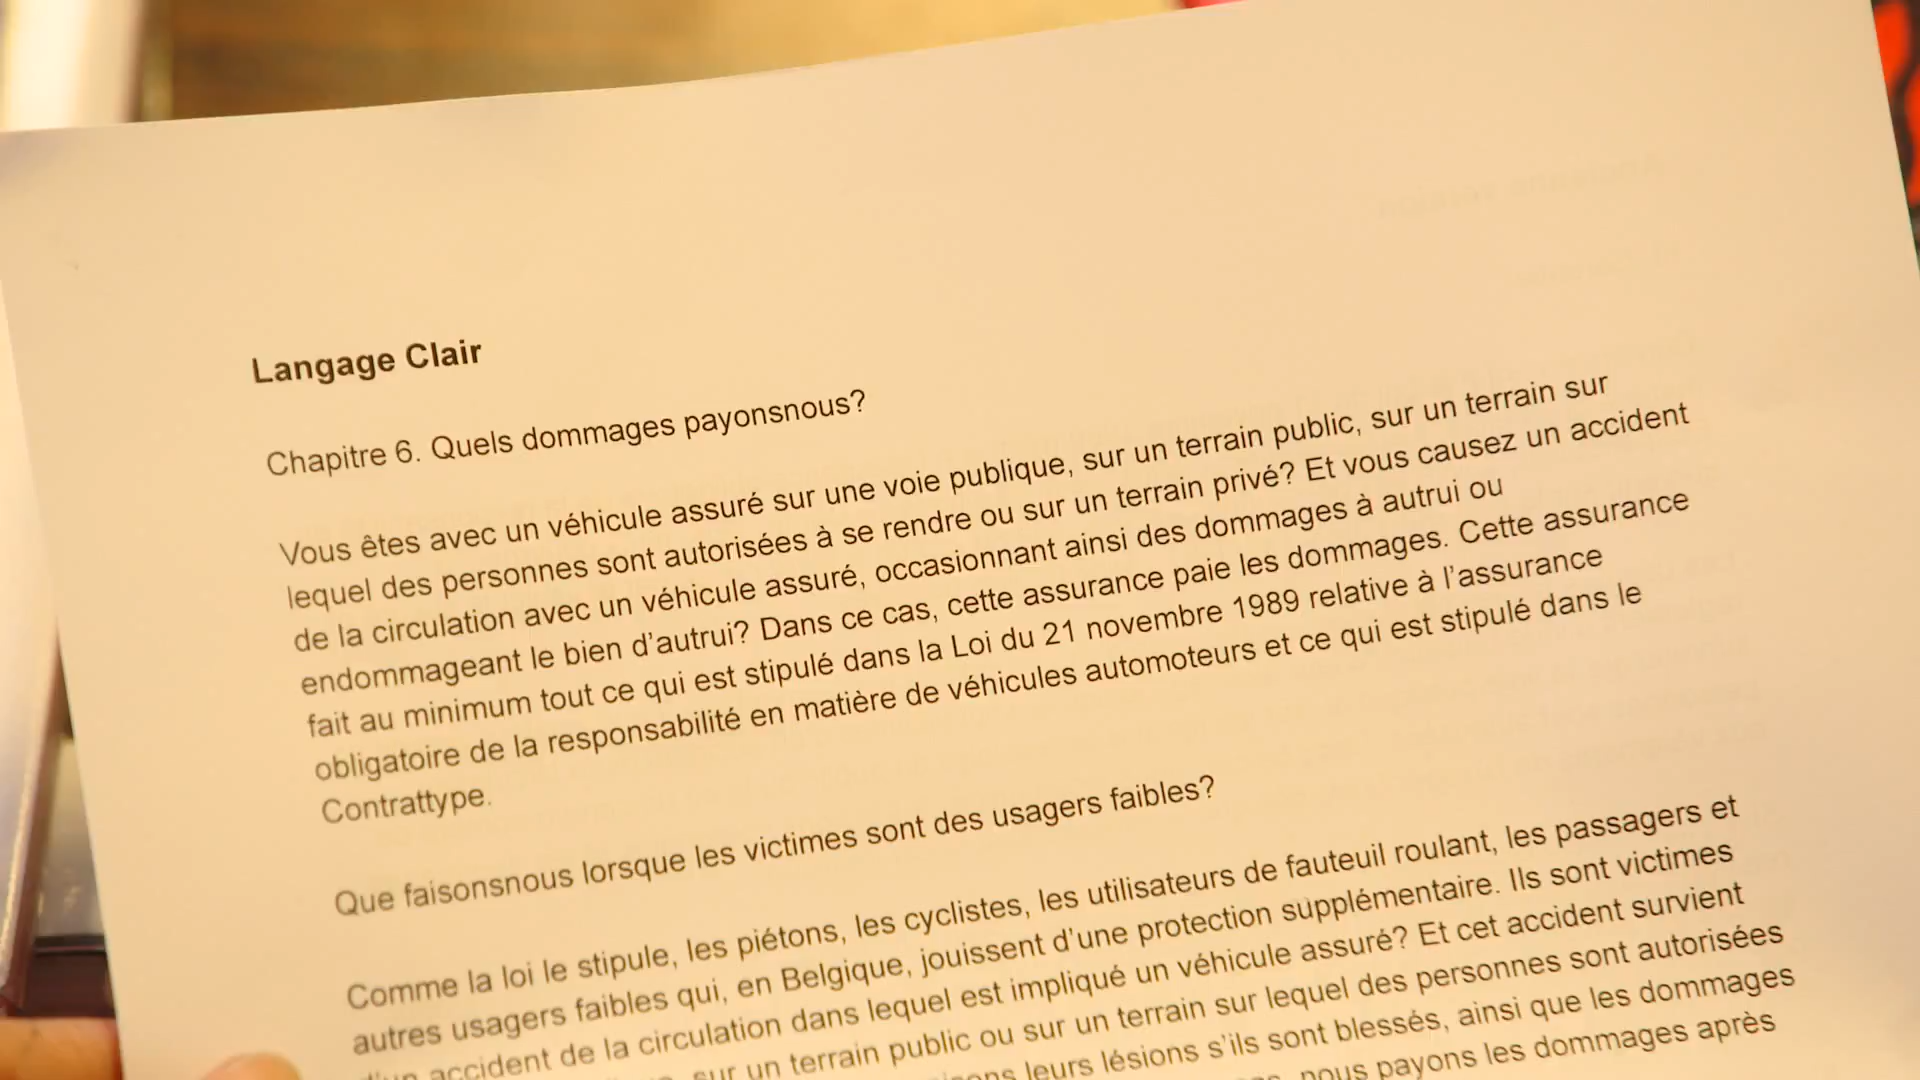 Langage Clair
Chapitre 6. Quels dommages payonsnous?
Vous êtes avec un véhicule assuré sur une voie publique, sur un terrain public, sur un terrain sur
lequel des personnes sont autorisées à se rendre ou sur un terrain privé? Et vous causez un accident
de la circulation avec un véhicule assuré, occasionnant ainsi des dommages à autrui ou
endommageant le bien d'autrui? Dans ce cas, cette assurance paie les dommages. Cette assurance
fait au minimum tout ce qui est stipulé dans la Loi du 21 novembre 1989 relative à l'assurance
obligatoire de la responsabilité en matière de véhicules automoteurs et ce qui est stipulé dans le
Contrattype.
Que faisonsnous lorsque les victimes sont des usagers faibles?
Comme la loi le stipule, les piétons, les cyclistes, les utilisateurs de fauteuil roulant, les passagers et
autres usagers faibles qui, en Belgique, jouissent d'une protection supplémentaire. Ils sont victimes
d'un accident de la circulation dans lequel est impliqué un véhicule assuré? Et cet accident survient
sur un terrain public ou sur un terrain sur lequel des personnes sont autorisées
leurs lésions s'ils sont blessés, ainsi que les dommages
nous payons les dommages après